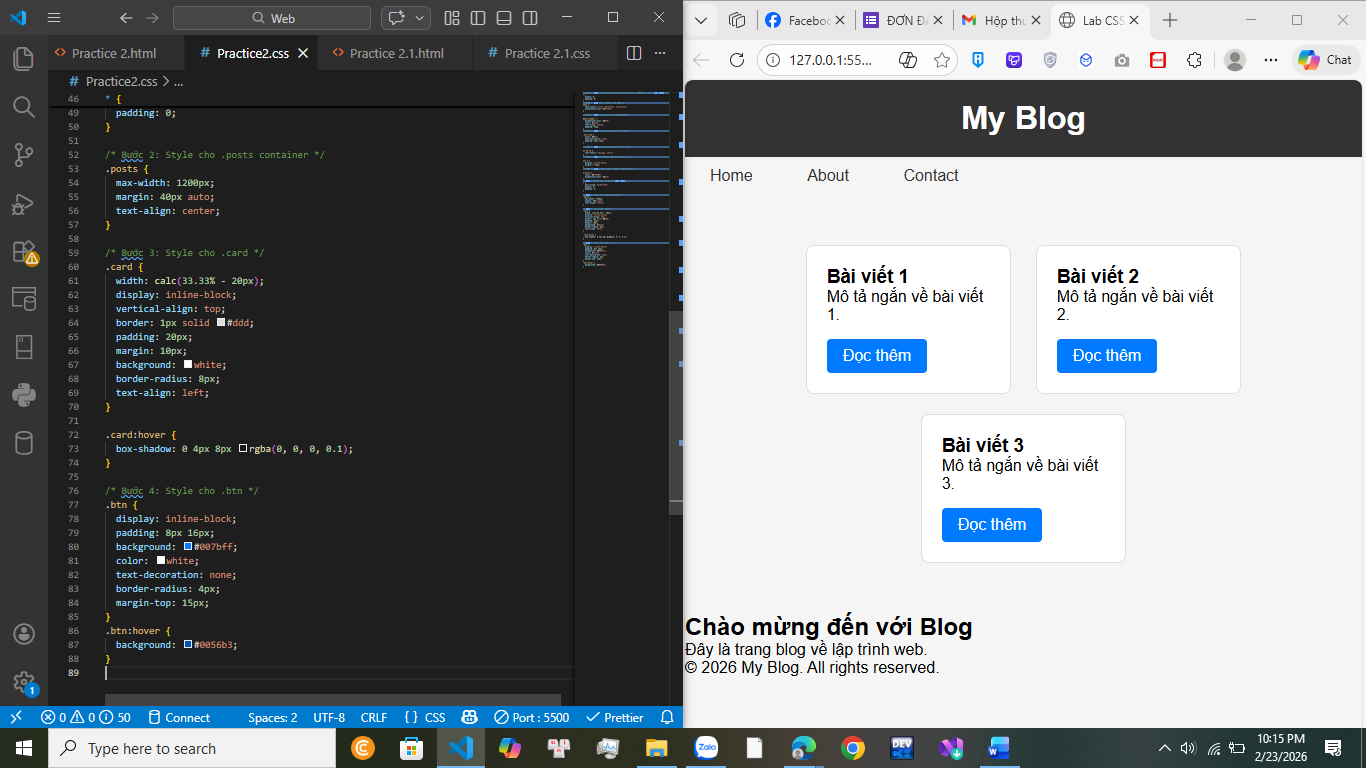 Web
Practice 2.html
Practice2.css
Practice 2.1.html
Practice 2.1.css
Practice2.css > ...
46 * {
49 padding: 0;
50 }
51
52 /* Bước 2: Style cho .posts container */
53 .posts {
54 max-width: 1200px;
55 margin: 40px auto;
56 text-align: center;
57 }
58
59 /* Bước 3: Style cho .card */
60 .card {
61 width: calc(33.33% - 20px);
62 display: inline-block;
63 vertical-align: top;
64 border: 1px solid #ddd;
65 padding: 20px;
66 margin: 10px;
67 background: white;
68 border-radius: 8px;
69 text-align: left;
70 }
71
72 .card:hover {
73 box-shadow: 0 4px 8px rgba(0, 0, 0, 0.1);
74 }
75
76 /* Bước 4: Style cho .btn */
77 .btn {
78 display: inline-block;
79 padding: 8px 16px;
80 background: #007bff;
81 color: white;
82 text-decoration: none;
83 border-radius: 4px;
84 margin-top: 15px;
85 }
86 .btn:hover {
87 background: #0056b3;
88 }
89
1
0 0 50 Connect Spaces: 2 UTF-8 CRLF {} CSS Port : 5500 Prettier
Faceboo
ĐƠN ĐĂ
Hộp thu
Lab CSS
127.0.0.1:55...
Chat
My Blog
Home About Contact
Bài viết 1
Mô tả ngắn về bài viết
1.
Đọc thêm
Bài viết 2
Mô tả ngắn về bài viết
2.
Đọc thêm
Bài viết 3
Mô tả ngắn về bài viết
3.
Đọc thêm
Chào mừng đến với Blog
Đây là trang blog về lập trình web.
© 2026 My Blog. All rights reserved.
Type here to search
Zalo
DEV
10:15 PM
2/23/2026